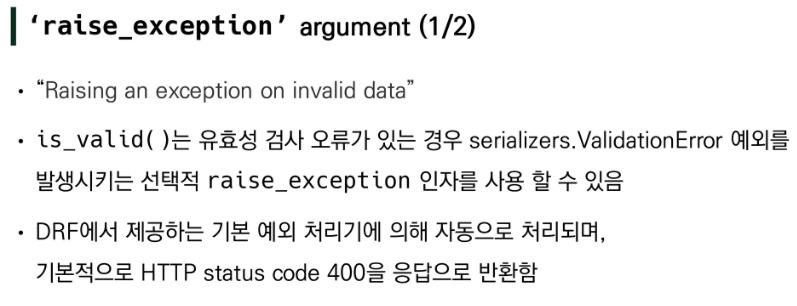 ‘raise_exception’ argument (1/2)
• “Raising an exception on invalid data”
• is_valid()는 유효성 검사 오류가 있는 경우 serializers.ValidationError 예외를
발생시키는 선택적 raise_exception 인자를 사용 할 수 있음
• DRF에서 제공하는 기본 예외 처리기에 의해 자동으로 처리되며,
기본적으로 HTTP status code 400을 응답으로 반환함